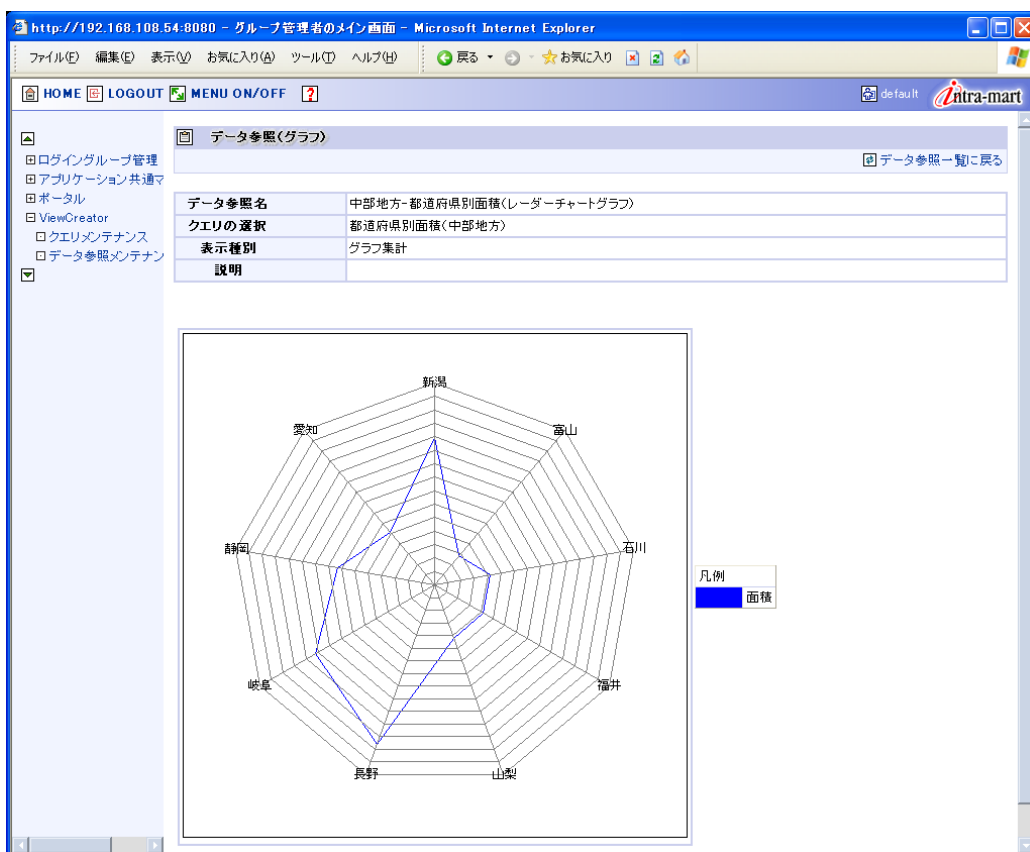 http://192.168.108.54:8080 - グループ管理者のメイン画面 - Microsoft Internet Explorer
ファイル(F) 編集(E) 表示(V) お気に入り(A) ツール(T) ヘルプ(H) 戻る お気に入り
HOME LOGOUT MENU ON/OFF ? default intra-mart
データ参照(グラフ)
データ参照一覧に戻る
ログイングループ管理
アプリケーション共通マ
ポータル
ViewCreator
クエリメンテナンス
データ参照メンテナン
データ参照名 中部地方-都道府県別面積(レーダーチャートグラフ)
クエリの選択 都道府県別面積(中部地方)
表示種別 グラフ集計
説明
新潟
愛知 富山
静岡 石川
凡例
面積
岐阜 福井
長野 山梨